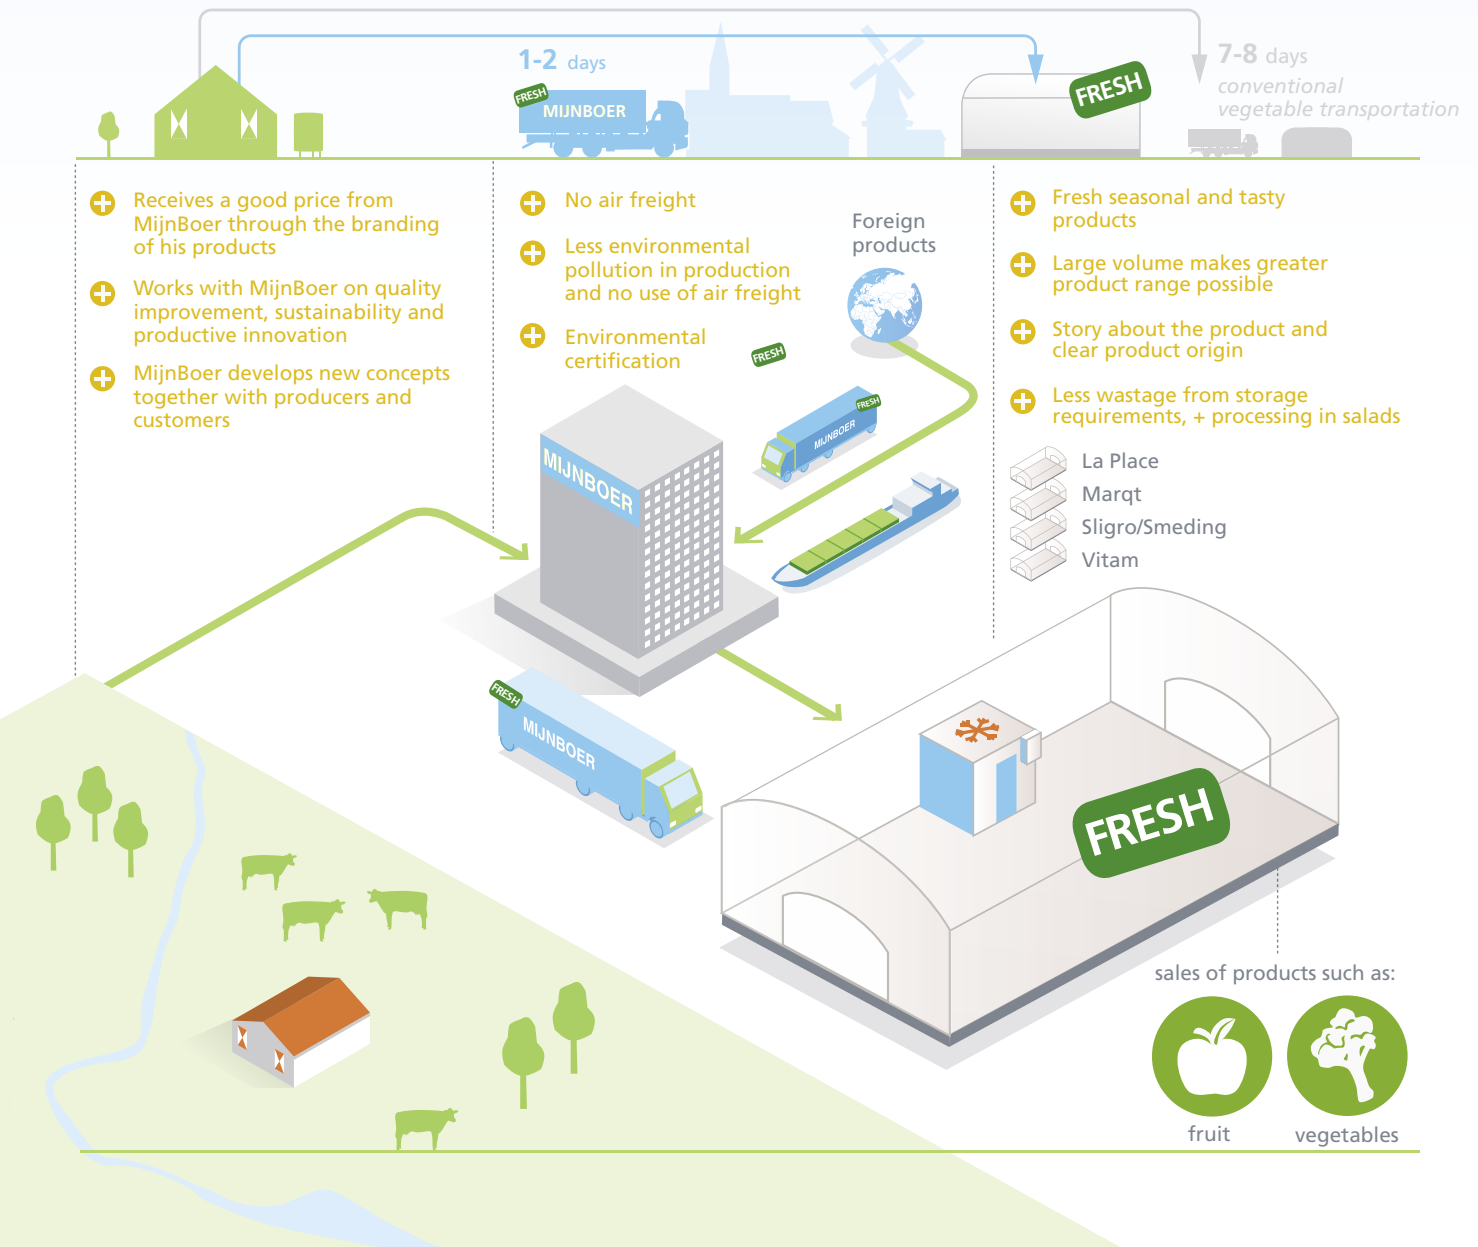 1-2 days
7-8 days
conventional
vegetable transportation
FRESH
MIJNBOER
FRESH
Receives a good price from
MijnBoer through the branding
of his products
Works with MijnBoer on quality
improvement, sustainability and
productive innovation
MijnBoer develops new concepts
together with producers and
customers
No air freight
Less environmental
pollution in production
and no use of air freight
Environmental
certification
Foreign
products
FRESH
FRESH
MIJNBOER
MIJNBOER
FRESH
MIJNBOER
Fresh seasonal and tasty
products
Large volume makes greater
product range possible
Story about the product and
clear product origin
Less wastage from storage
requirements, + processing in salads
La Place
Marqt
Sligro/Smeding
Vitam
FRESH
sales of products such as:
fruit
vegetables